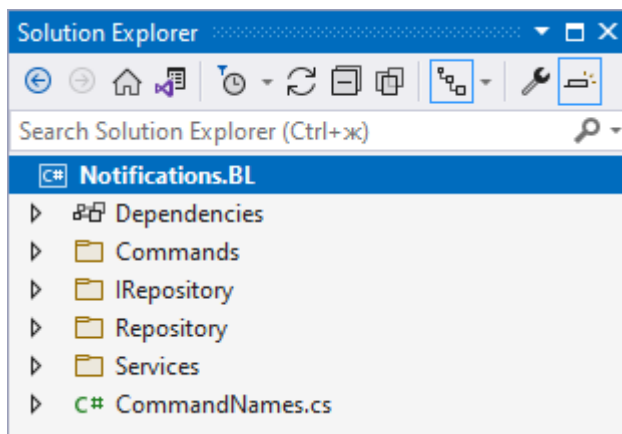 Solution Explorer
Search Solution Explorer (Ctrl+ж)
C# Notifications.BL
Dependencies
Commands
IRepository
Repository
Services
C# CommandNames.cs